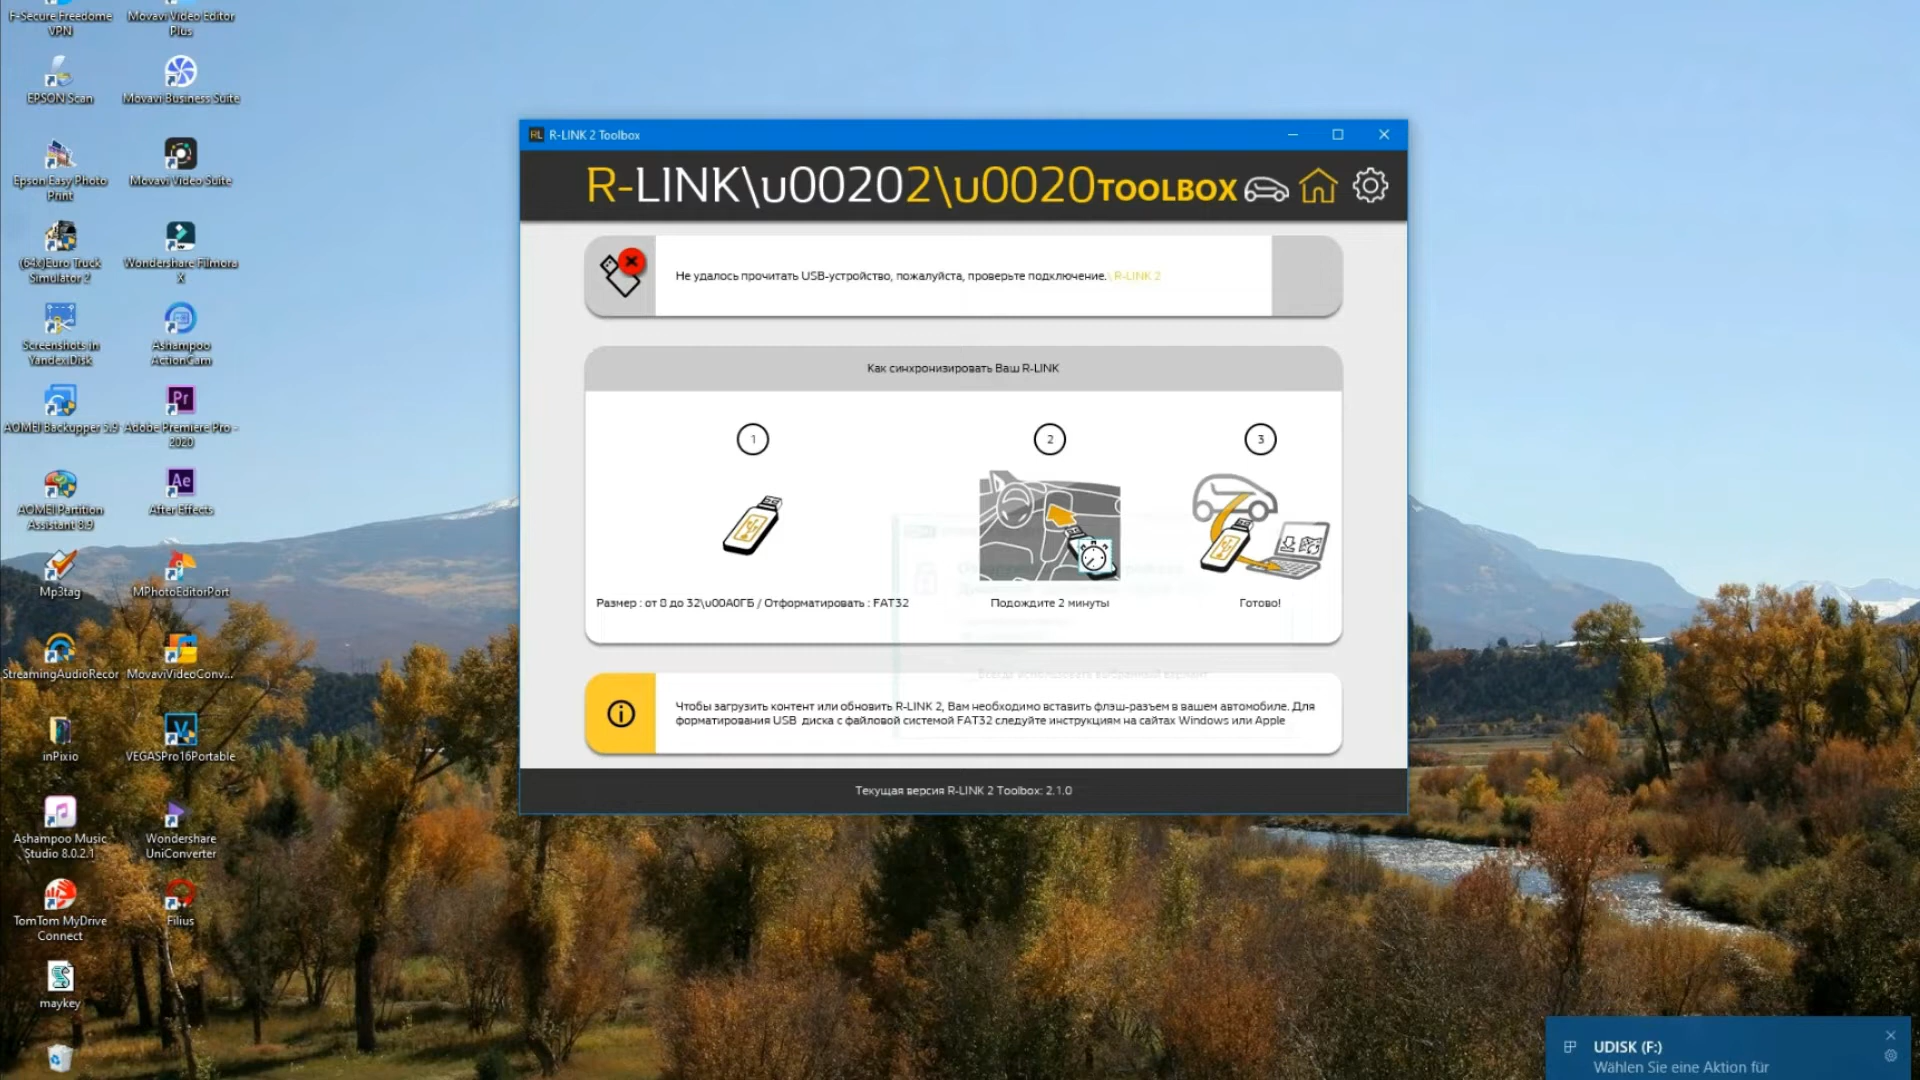 F-Secure Freedome
VPN
Movavi Video Editor
Plus
EPSON Scan
Movavi Business Suite
Epson Easy Photo
Print
Movavi Video Suite
(64x)Euro Truck
Simulator 2
Wondershare Filmora
X
Screenshots in
YandexDisk
Ashampoo
ActionCam
AOMEI Backupper 5.9
Adobe Premiere Pro -
2020
AOMEI Partition
Assistant 8.9
After Effects
Mp3tag
MPhotoEditorPort
StreamingAudioRecor
MovaviVideoConv...
inPixio
VEGASPro16Portable
Ashampoo Music
Studio 8.0.2.1
Wondershare
UniConverter
TomTom MyDrive
Connect
Filius
maykey
RL R-LINK 2 Toolbox
R-LINK\u00202\u0020TOOLBOX
Не удалось прочитать USB-устройство, пожалуйста, проверьте подключение.\R-LINK 2
Как синхронизировать Ваш R-LINK
1
2
3
Размер : от 8 до 32\u00A0ГБ / Отформатировать : FAT32
Подождите 2 минуты
Готово!
Всегда использовать выбранный вариант
Чтобы загрузить контент или обновить R-LINK 2, Вам необходимо вставить флэш-разъем в вашем автомобиле. Для
форматирования USB диска с файловой системой FAT32 следуйте инструкциям на сайтах Windows или Apple
Текущая версия R-LINK 2 Toolbox: 2.1.0
UDISK (F:)
Wählen Sie eine Aktion für